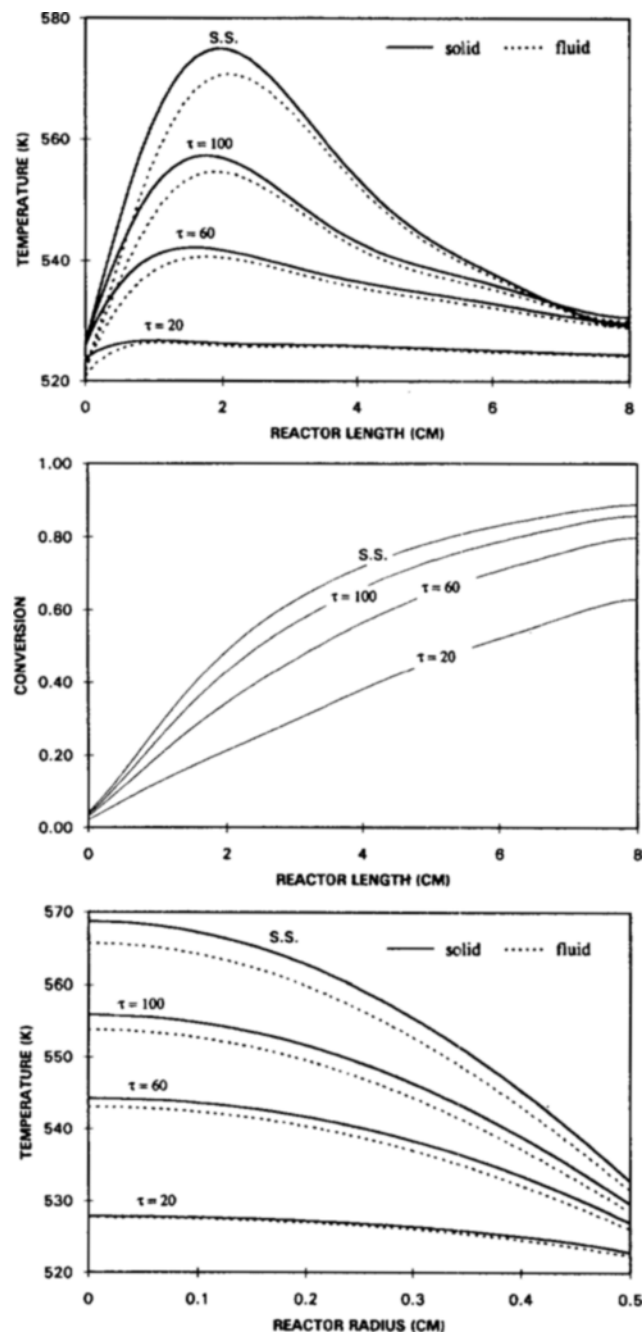 580
S.S.
solid
fluid
560
τ = 100
TEMPERATURE (K)
540
τ = 60
τ = 20
520
0
2
4
6
8
REACTOR LENGTH (CM)
1.00
0.80
S.S.
0.60
τ = 100
τ = 60
CONVERSION
0.40
τ = 20
0.20
0.00
0
2
4
6
8
REACTOR LENGTH (CM)
570
S.S.
solid
fluid
560
τ = 100
550
TEMPERATURE (K)
τ = 60
540
530
τ = 20
520
0
0.1
0.2
0.3
0.4
0.5
REACTOR RADIUS (CM)